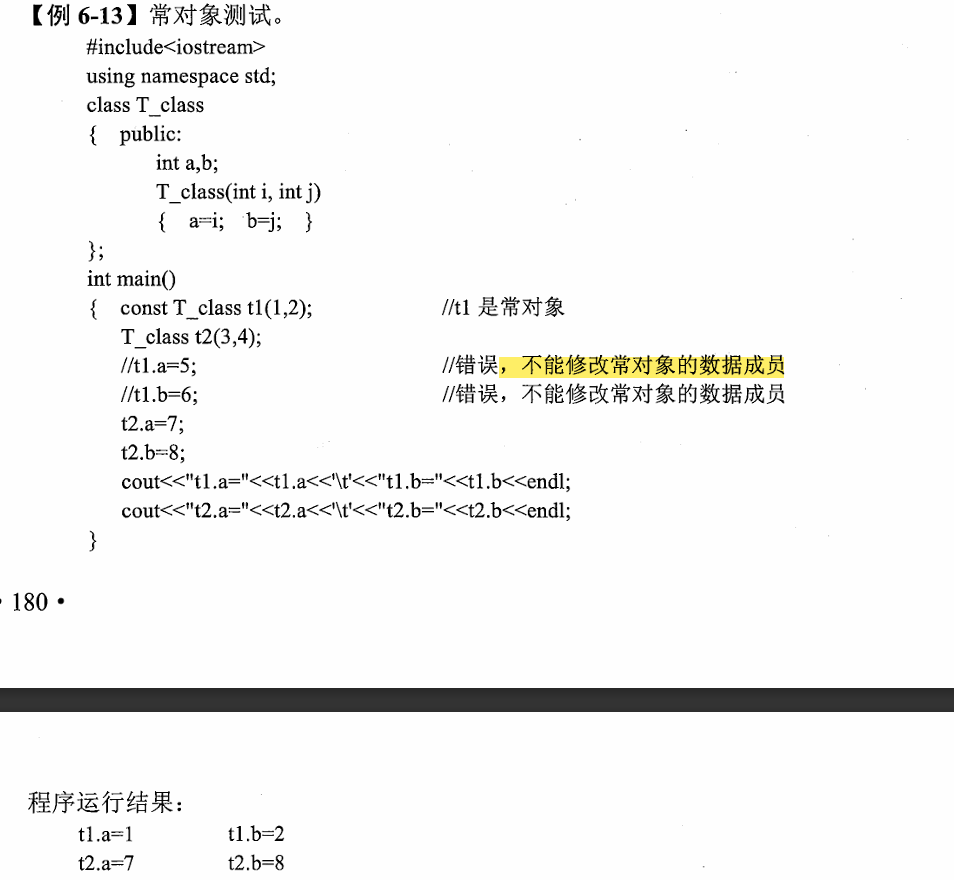 【例 6-13】常对象测试。
#include<iostream>
using namespace std;
class T_class
{ public:
int a,b;
T_class(int i, int j)
{ a=i; b=j; }
};
int main()
{ const T_class t1(1,2); //t1 是常对象
T_class t2(3,4);
//t1.a=5; //错误，不能修改常对象的数据成员
//t1.b=6; //错误，不能修改常对象的数据成员
t2.a=7;
t2.b=8;
cout<<"t1.a="<<t1.a<<'\t'<<"t1.b="<<t1.b<<endl;
cout<<"t2.a="<<t2.a<<'\t'<<"t2.b="<<t2.b<<endl;
}
· 180 ·
程序运行结果：
t1.a=1 t1.b=2
t2.a=7 t2.b=8